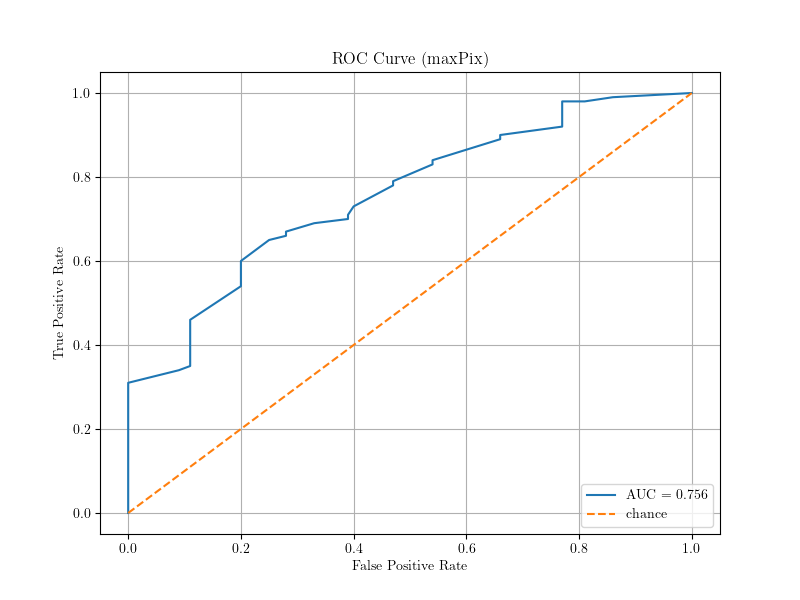 ROC Curve (maxPix)
1.0
0.8
0.6
0.4
0.2
0.0
True Positive Rate
AUC = 0.756
chance
0.0 0.2 0.4 0.6 0.8 1.0
False Positive Rate